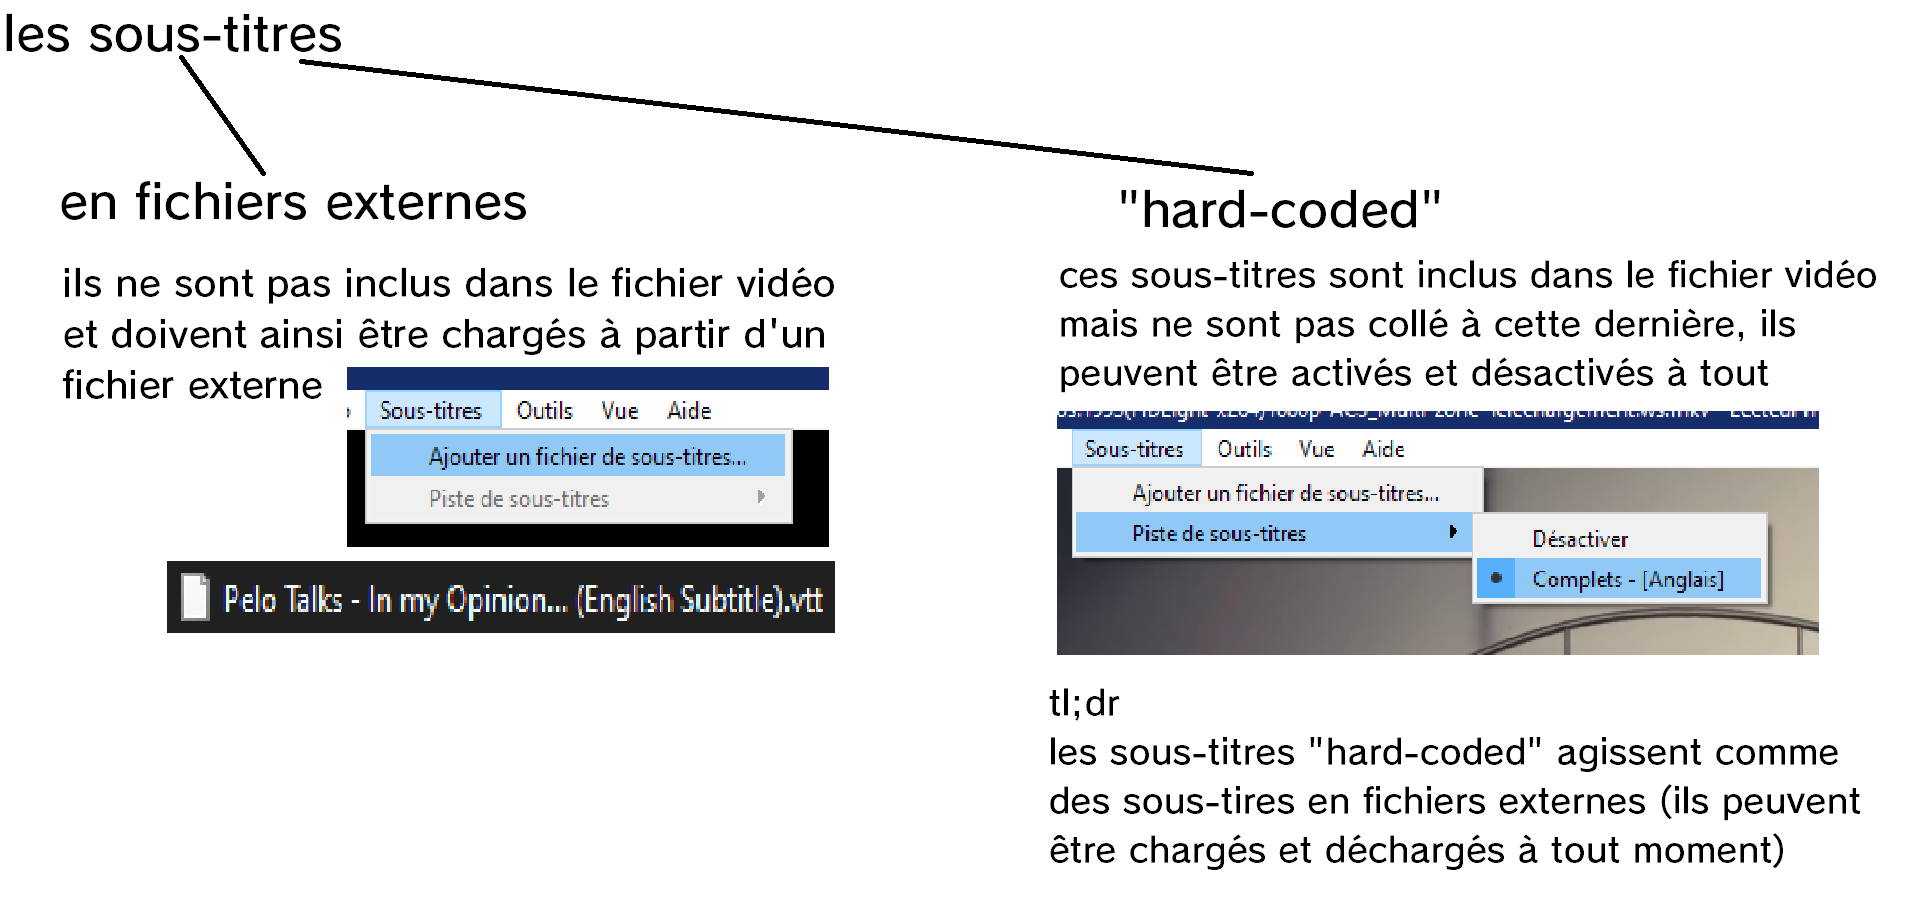 les sous-titres
en fichiers externes
ils ne sont pas inclus dans le fichier vidéo
et doivent ainsi être chargés à partir d'un
fichier externe
Sous-titres Outils Vue Aide
Ajouter un fichier de sous-titres...
Piste de sous-titres
Pelo Talks - In my Opinion... (English Subtitle).vtt
"hard-coded"
ces sous-titres sont inclus dans le fichier vidéo
mais ne sont pas collé à cette dernière, ils
peuvent être activés et désactivés à tout
Sous-titres Outils Vue Aide
Ajouter un fichier de sous-titres...
Piste de sous-titres
Désactiver
Complets - [Anglais]
tl;dr
les sous-titres "hard-coded" agissent comme
des sous-tires en fichiers externes (ils peuvent
être chargés et déchargés à tout moment)